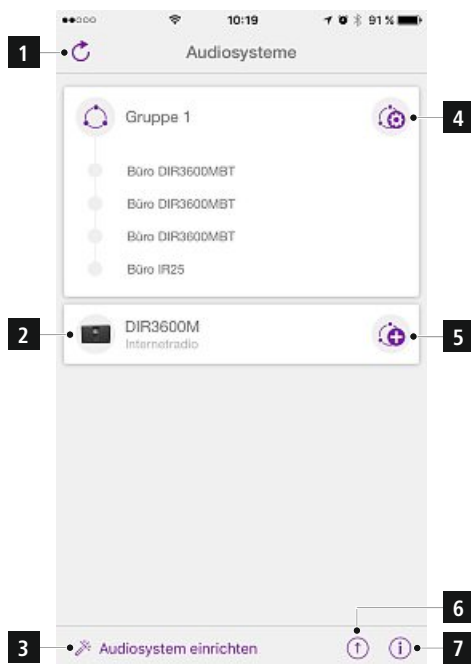 10:19
91 %
1
Audiosysteme
Gruppe 1
4
Büro DIR3600MBT
Büro DIR3600MBT
Büro DIR3600MBT
Büro IR25
2
DIR3600M
Internetradio
5
6
3
Audiosystem einrichten
7